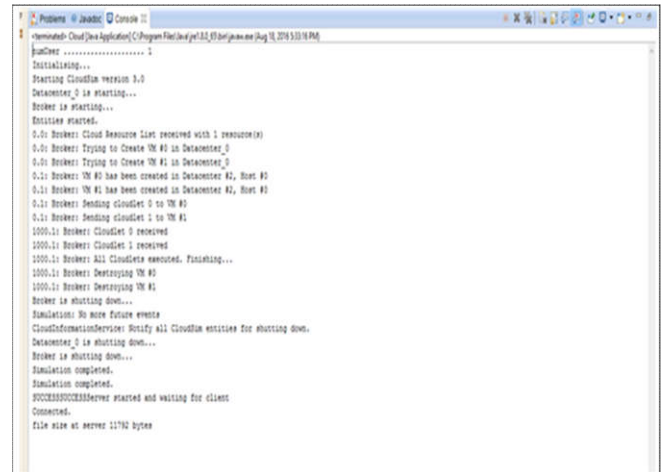 Problems Javadoc Console
<terminated> Cloud [Java Application] C:\Program Files\Java\jre1.8.0_65\bin\javaw.exe (Aug 18, 2016 5:33:16 PM)
numUser ..................... 1
Initialising...
Starting CloudSim version 3.0
Datacenter_0 is starting...
Broker is starting...
Entities started.
0.0: Broker: Cloud Resource List received with 1 resource(s)
0.0: Broker: Trying to Create VM #0 in Datacenter_0
0.0: Broker: Trying to Create VM #1 in Datacenter_0
0.1: Broker: VM #0 has been created in Datacenter #2, Host #0
0.1: Broker: VM #1 has been created in Datacenter #2, Host #0
0.1: Broker: Sending cloudlet 0 to VM #0
0.1: Broker: Sending cloudlet 1 to VM #1
1000.1: Broker: Cloudlet 0 received
1000.1: Broker: Cloudlet 1 received
1000.1: Broker: All Cloudlets executed. Finishing...
1000.1: Broker: Destroying VM #0
1000.1: Broker: Destroying VM #1
Broker is shutting down...
Simulation: No more future events
CloudInformationService: Notify all CloudSim entities for shutting down.
Datacenter_0 is shutting down...
Broker is shutting down...
Simulation completed.
Simulation completed.
SUCCESSSUCCESSServer started and waiting for client
Connected.
file size at server 11792 bytes